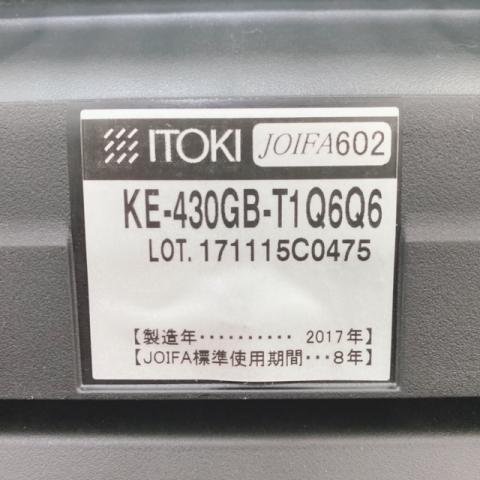 ITOKI JOIFA602
KE-430GB-T1Q6Q6
LOT. 171115C0475
【製造年・・・・・・・・・・ 2017年】
【JOIFA標準使用期間・・・8年】